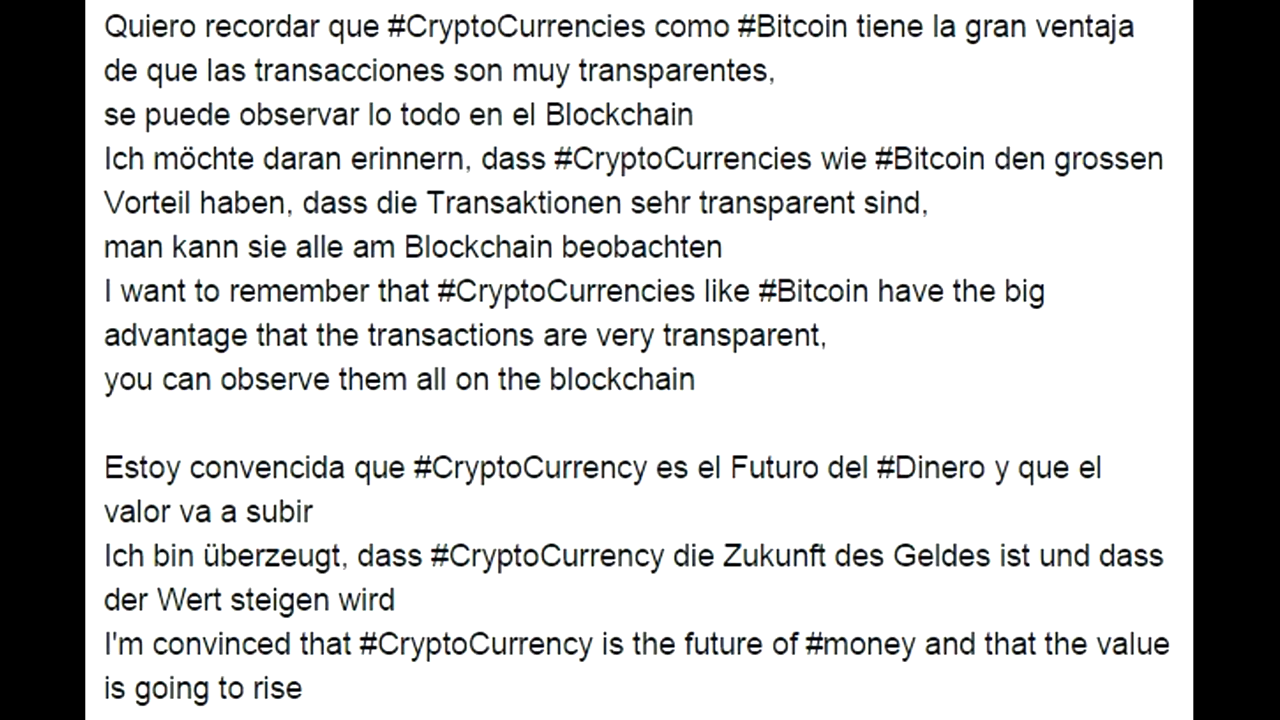 Quiero recordar que #CryptoCurrencies como #Bitcoin tiene la gran ventaja
de que las transacciones son muy transparentes,
se puede observar lo todo en el Blockchain
Ich möchte daran erinnern, dass #CryptoCurrencies wie #Bitcoin den grossen
Vorteil haben, dass die Transaktionen sehr transparent sind,
man kann sie alle am Blockchain beobachten
I want to remember that #CryptoCurrencies like #Bitcoin have the big
advantage that the transactions are very transparent,
you can observe them all on the blockchain
Estoy convencida que #CryptoCurrency es el Futuro del #Dinero y que el
valor va a subir
Ich bin überzeugt, dass #CryptoCurrency die Zukunft des Geldes ist und dass
der Wert steigen wird
I'm convinced that #CryptoCurrency is the future of #money and that the value
is going to rise